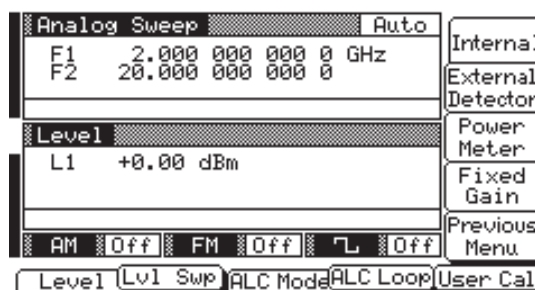 Analog Sweep Auto
F1 2.000 000 000 0 GHz
F2 20.000 000 000 0
Level
L1 +0.00 dBm
AM Off FM Off Off
Internal
External
Detector
Power
Meter
Fixed
Gain
Previous
Menu
Level Lvl Swp ALC Mode ALC Loop User Cal